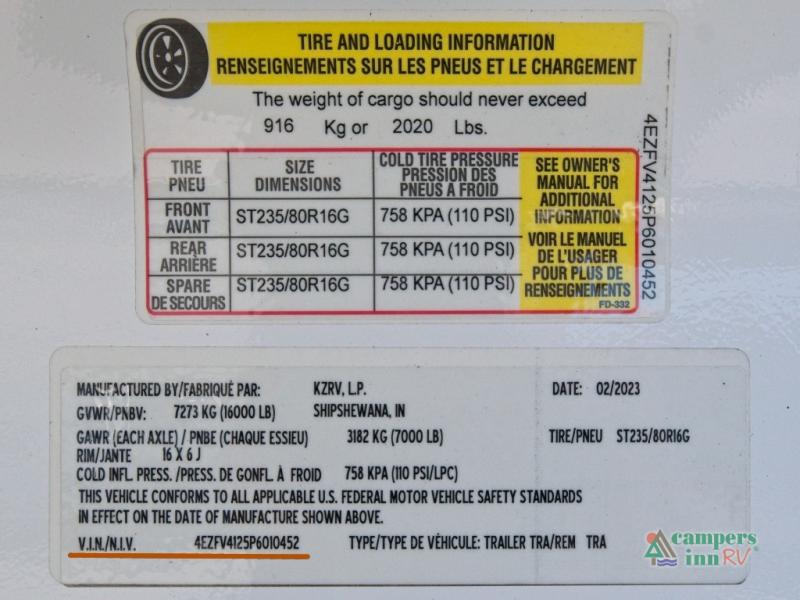 TIRE AND LOADING INFORMATION
RENSEIGNEMENTS SUR LES PNEUS ET LE CHARGEMENT
The weight of cargo should never exceed
916 Kg or 2020 Lbs.
TIRE PNEU
SIZE DIMENSIONS
COLD TIRE PRESSURE
PRESSION DES
PNEUS A FROID
FRONT AVANT
ST235/80R16G
758 KPA (110 PSI)
REAR ARRIÈRE
ST235/80R16G
758 KPA (110 PSI)
SPARE DE SECOURS
ST235/80R16G
758 KPA (110 PSI)
SEE OWNER'S
MANUAL FOR
ADDITIONAL
INFORMATION
VOIR LE MANUEL
DE L'USAGER
POUR PLUS DE
RENSEIGNEMENTS
FD-332
4EZFV4125P6010452
MANUFACTURED BY/FABRIQUÉ PAR: KZRV, L.P. DATE: 02/2023
GVWR/PNBV: 7273 KG (16000 LB) SHIPSHEWANA, IN
GAWR (EACH AXLE) / PNBE (CHAQUE ESSIEU) 3182 KG (7000 LB) TIRE/PNEU ST235/80R16G
RIM/JANTE 16 X 6 J
COLD INFL. PRESS. /PRESS. DE GONFL. À FROID 758 KPA (110 PSI/LPC)
THIS VEHICLE CONFORMS TO ALL APPLICABLE U.S. FEDERAL MOTOR VEHICLE SAFETY STANDARDS
IN EFFECT ON THE DATE OF MANUFACTURE SHOWN ABOVE.
V.I.N./N.I.V. 4EZFV4125P6010452 TYPE/TYPE DE VÉHICULE: TRAILER TRA/REM TRA
campers
inn RV®